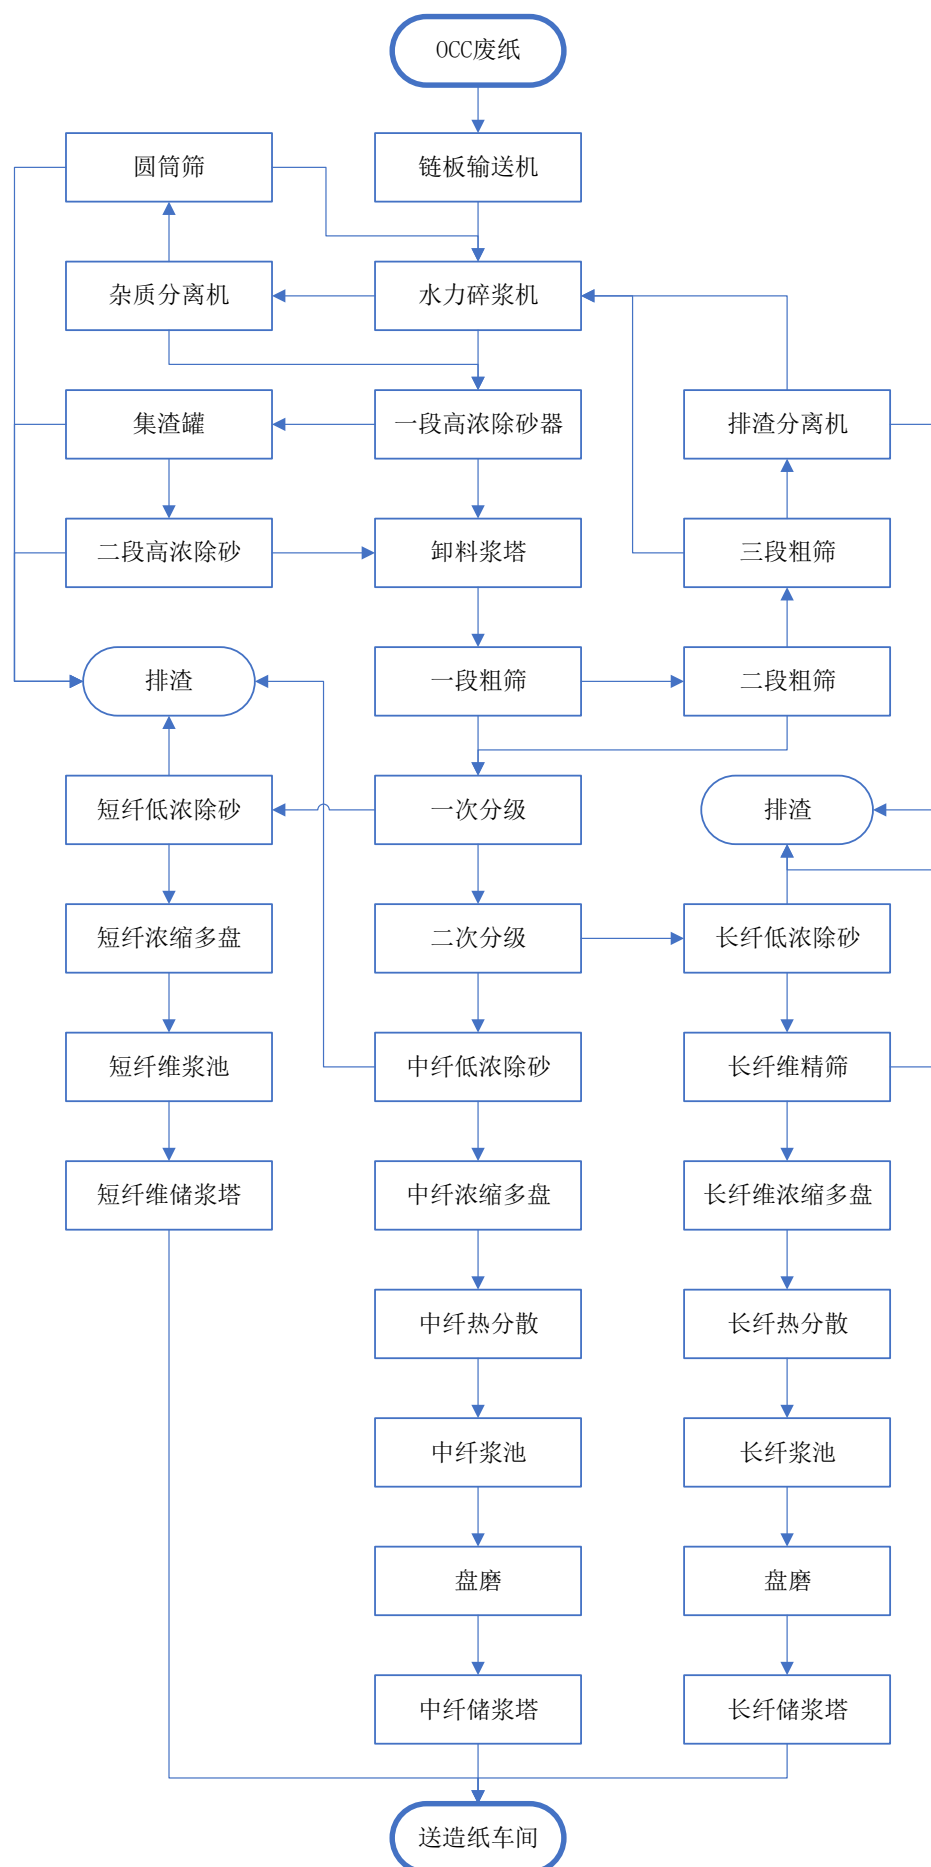 OCC废纸
圆筒筛
链板输送机
杂质分离机
水力碎浆机
集渣罐
一段高浓除砂器
排渣分离机
二段高浓除砂
卸料浆塔
三段粗筛
排渣
一段粗筛
二段粗筛
短纤低浓除砂
一次分级
排渣
短纤浓缩多盘
二次分级
长纤低浓除砂
短纤维浆池
中纤低浓除砂
长纤维精筛
短纤维储浆塔
中纤浓缩多盘
长纤维浓缩多盘
中纤热分散
长纤热分散
中纤浆池
长纤浆池
盘磨
盘磨
中纤储浆塔
长纤储浆塔
送造纸车间